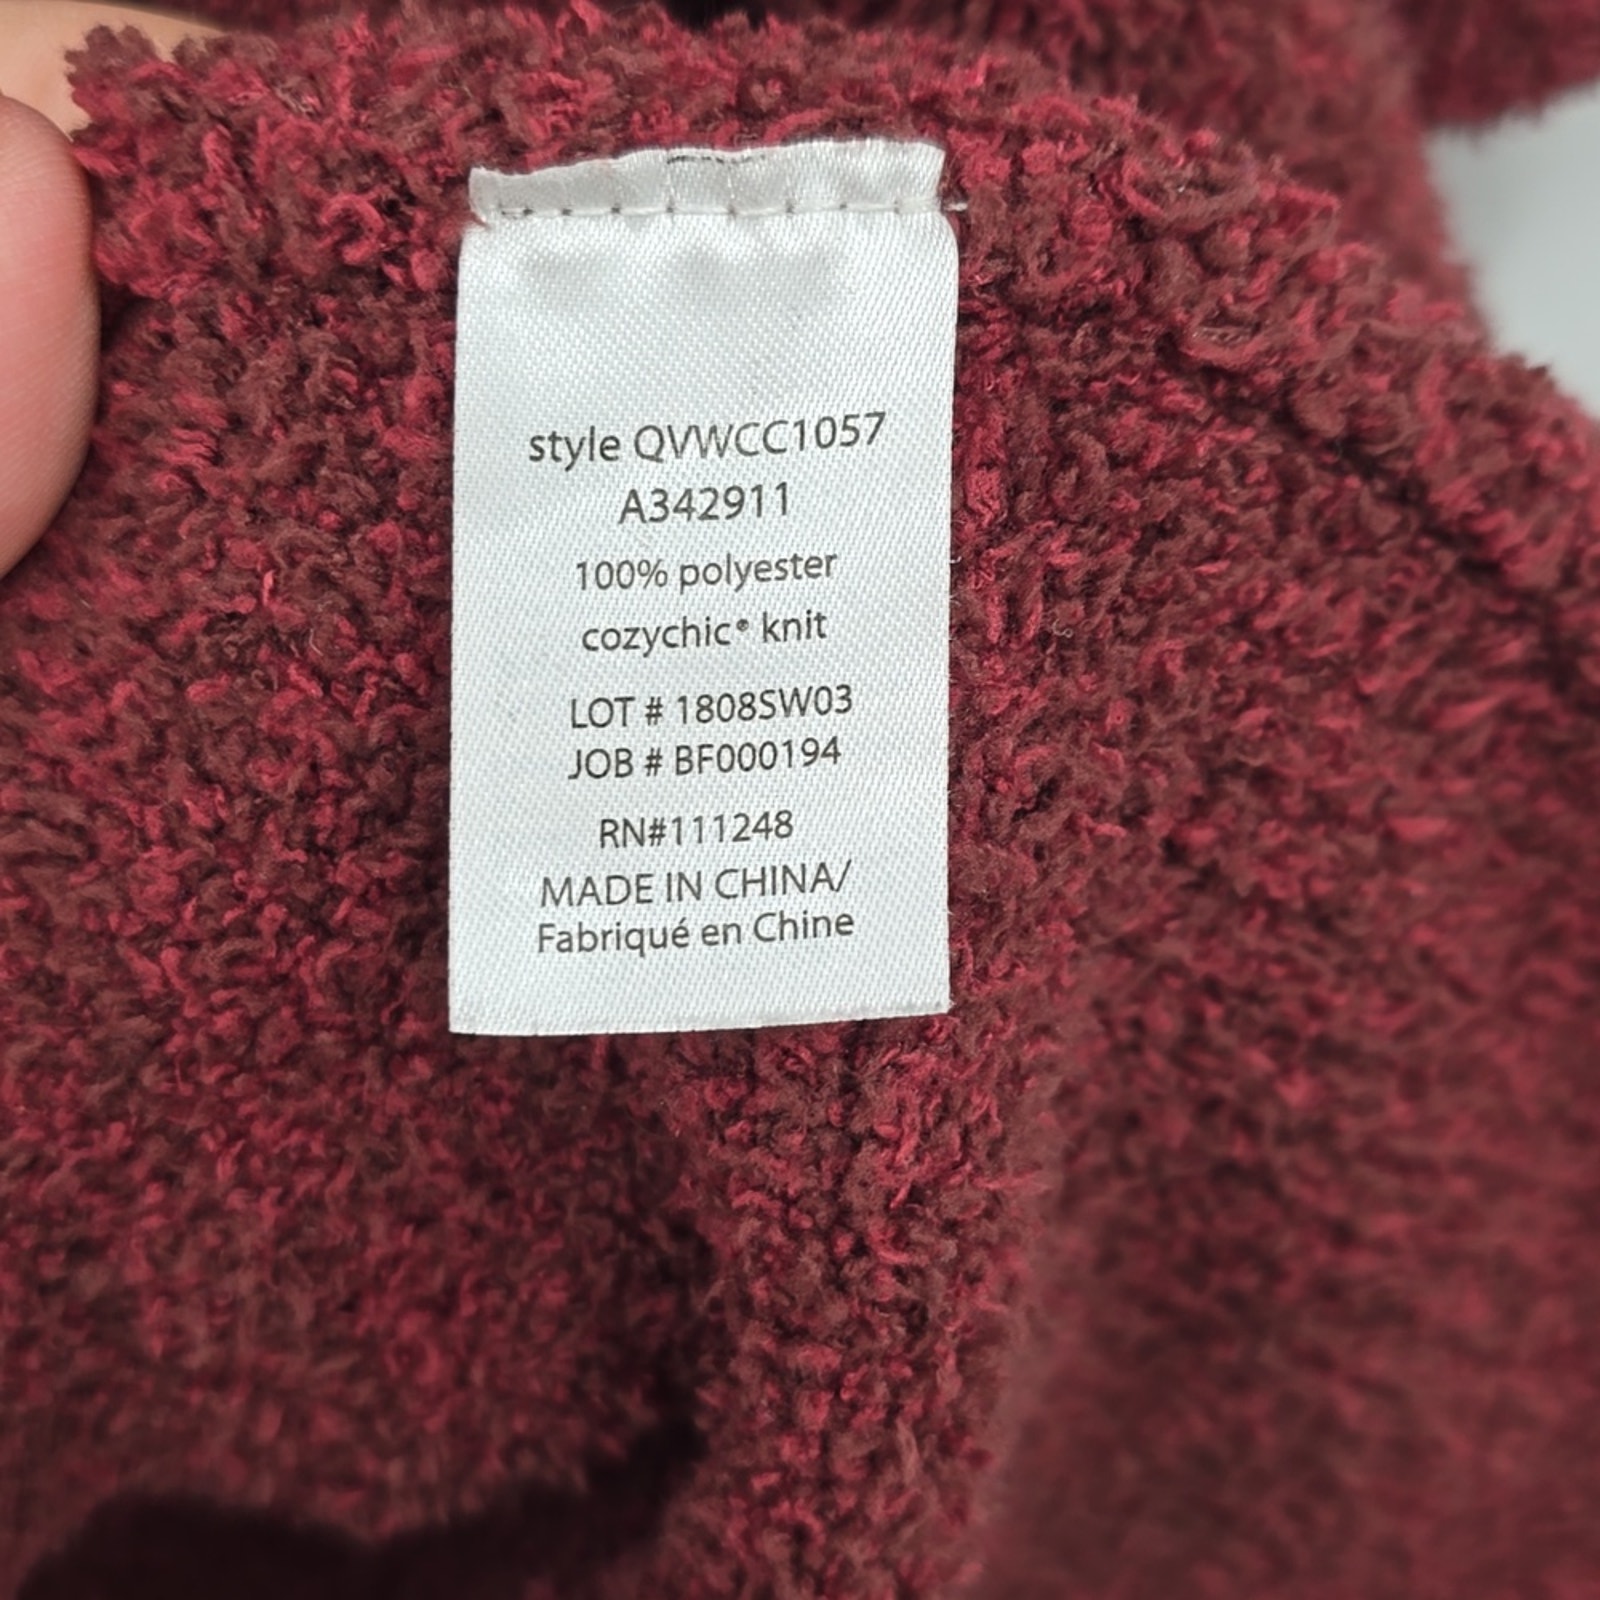 style QVWCC1057
A342911
100% polyester
cozychic® knit
LOT # 1808SW03
JOB # BF000194
RN#111248
MADE IN CHINA/
Fabriqué en Chine